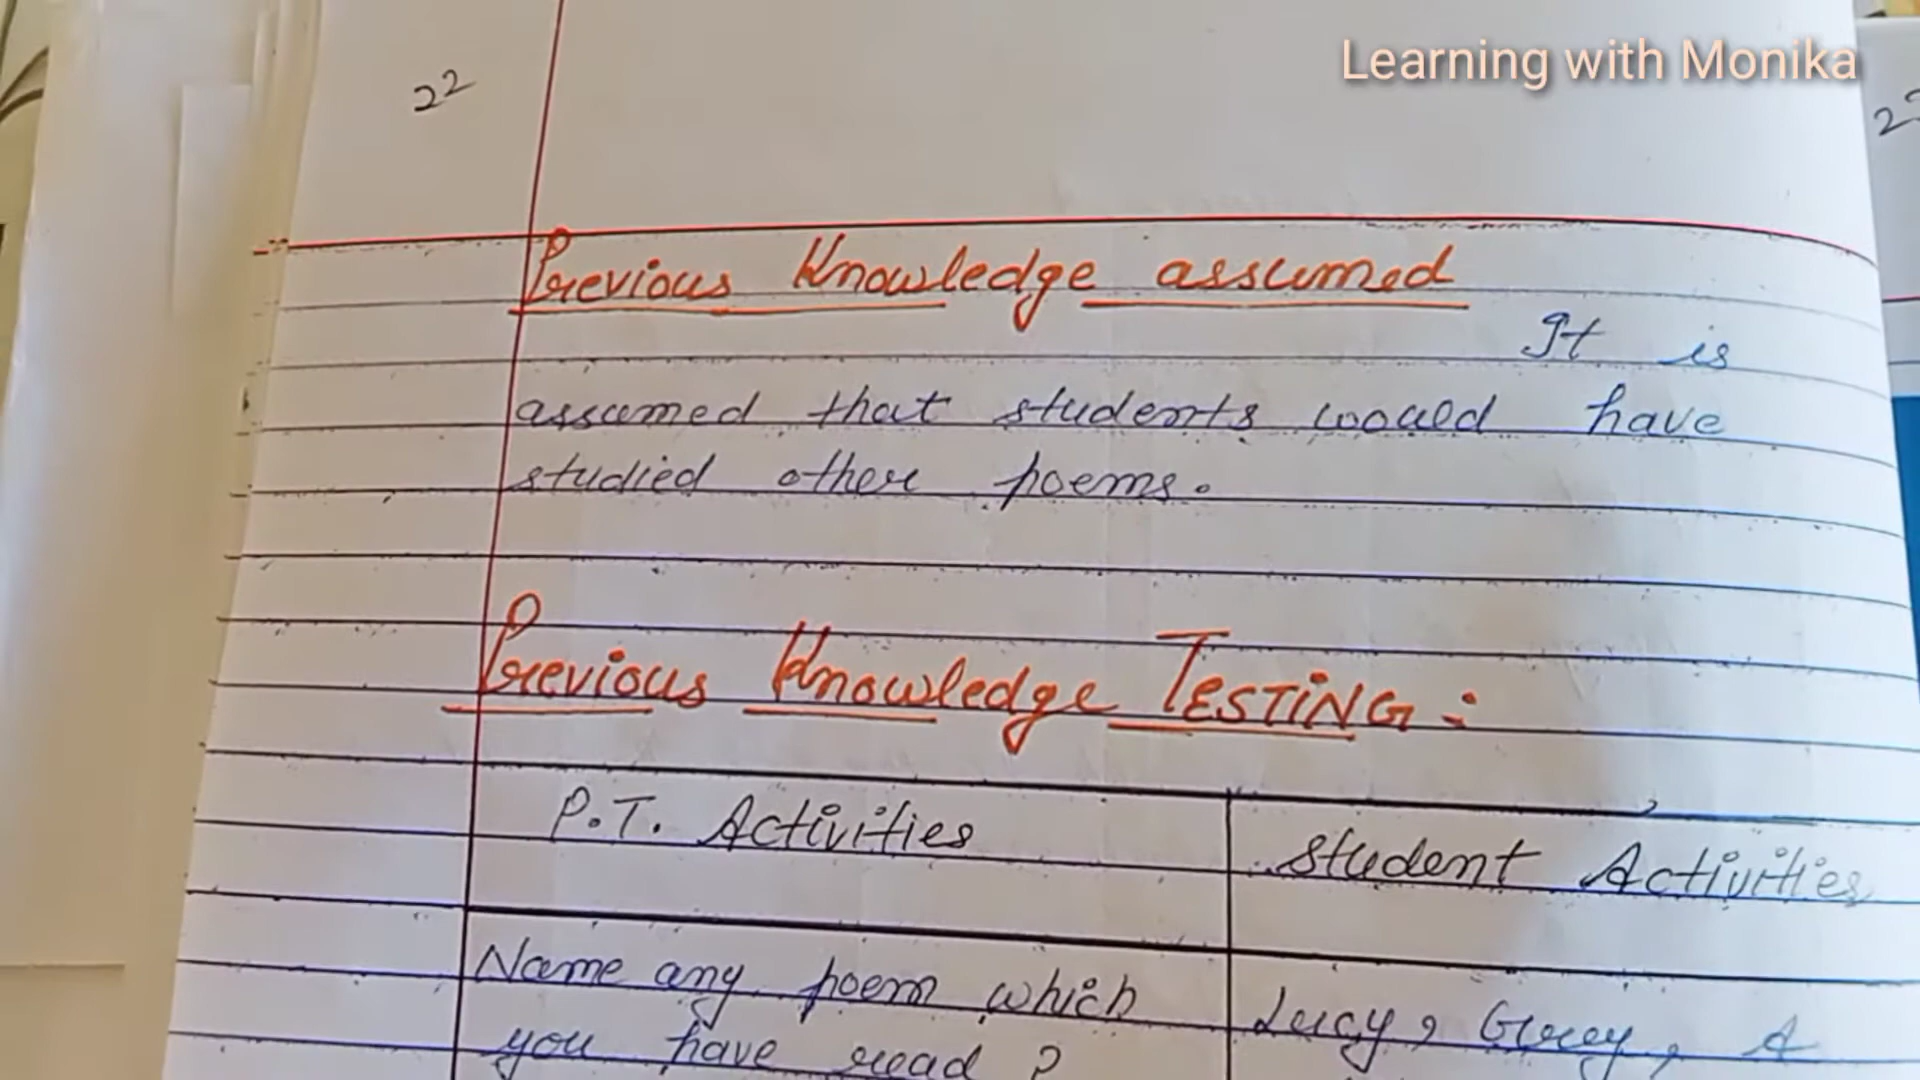 Learning with Monika
22
Previous Knowledge assumed
It is
assumed that students would have
studied other poems.
Previous Knowledge TESTING :
P.T. Activities
Student Activities
Name any poem which
you have read ?
Lucy, Grey, A